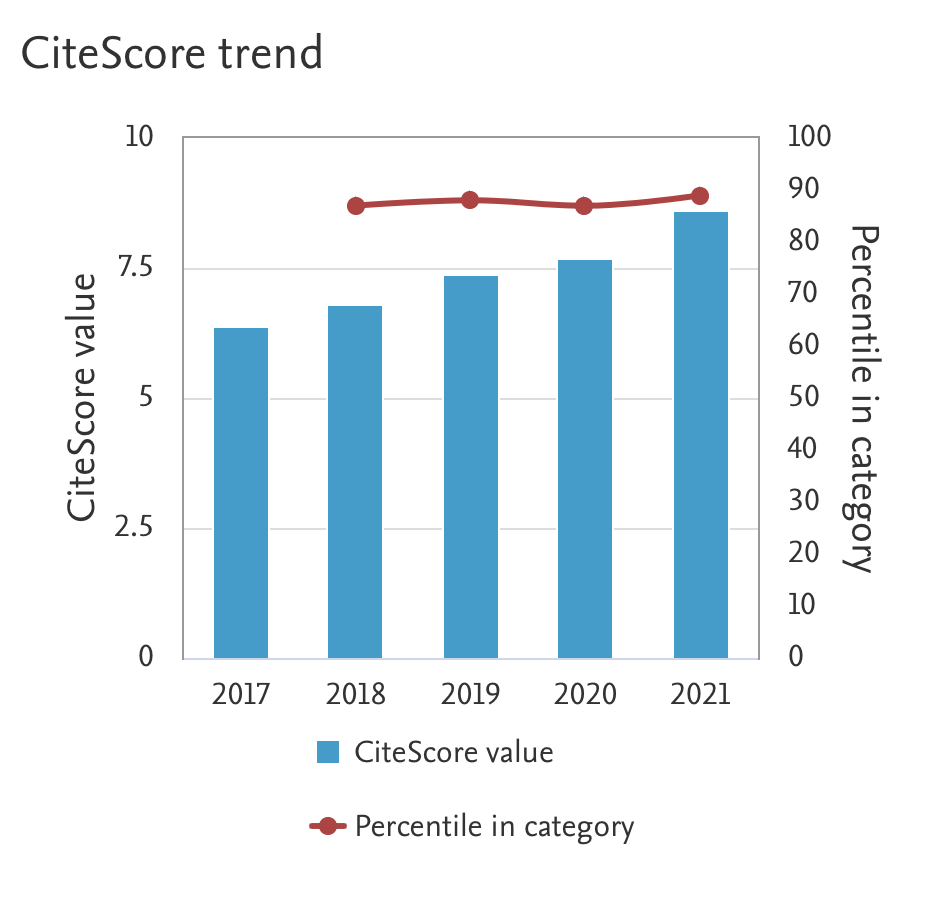 CiteScore trend
10
7.5
5
2.5
0
CiteScore value
100
90
80
70
60
50
40
30
20
10
0
Percentile in category
2017 2018 2019 2020 2021
CiteScore value
Percentile in category